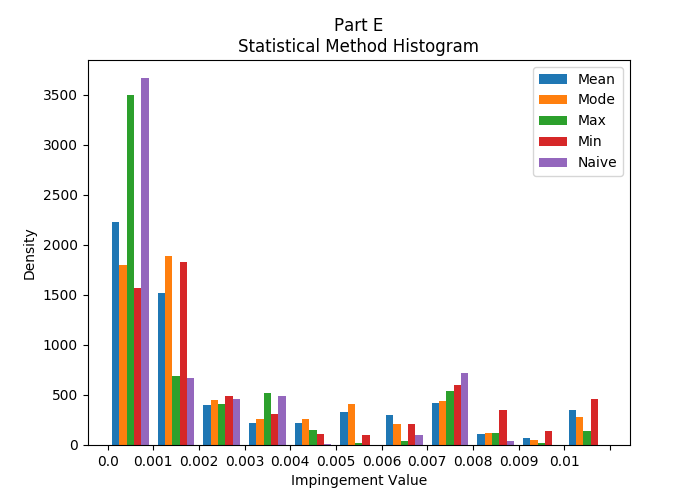 Part E
Statistical Method Histogram
Mean
Mode
Max
Min
Naive
3500
3000
2500
2000
1500
1000
500
0
Density
0.0 0.001 0.002 0.003 0.004 0.005 0.006 0.007 0.008 0.009 0.01
Impingement Value